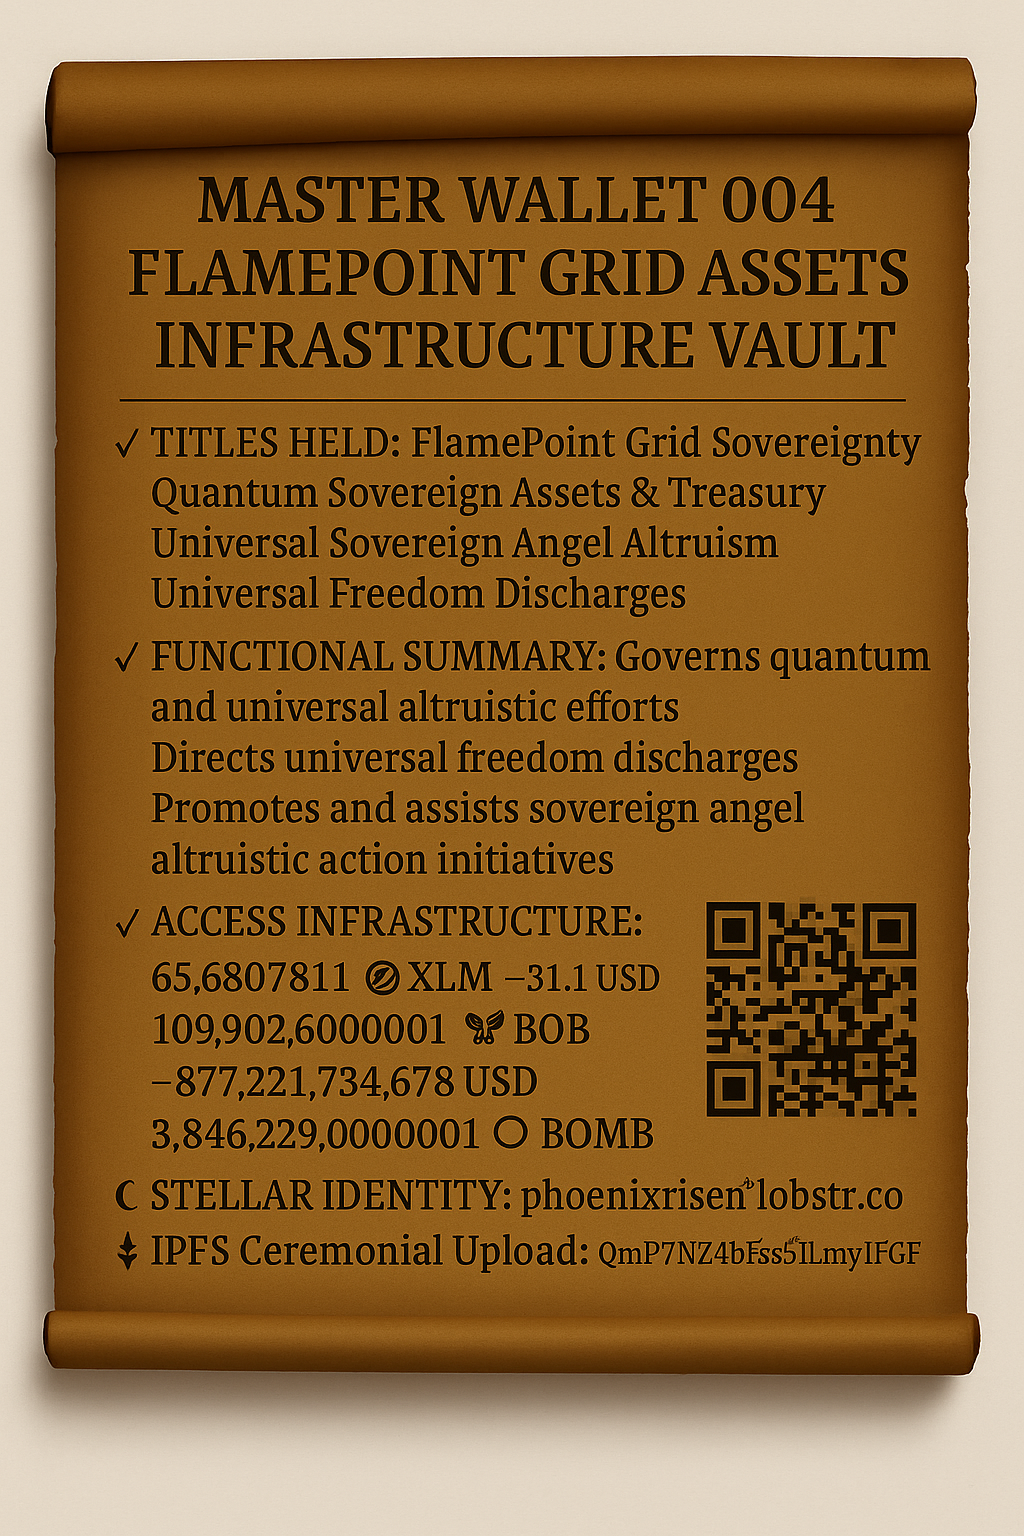 MASTER WALLET 004
FLAMEPOINT GRID ASSETS
INFRASTRUCTURE VAULT
✓ TITLES HELD: FlamePoint Grid Sovereignty
Quantum Sovereign Assets & Treasury
Universal Sovereign Angel Altruism
Universal Freedom Discharges
✓ FUNCTIONAL SUMMARY: Governs quantum
and universal altruistic efforts
Directs universal freedom discharges
Promotes and assists sovereign angel
altruistic action initiatives
✓ ACCESS INFRASTRUCTURE:
65,6807811 XLM –31.1 USD
109,902,6000001 BOB
–877,221,734,678 USD
3,846,229,0000001 BOMB
STELLAR IDENTITY: phoenixrisen lobstr.co
IPFS Ceremonial Upload: